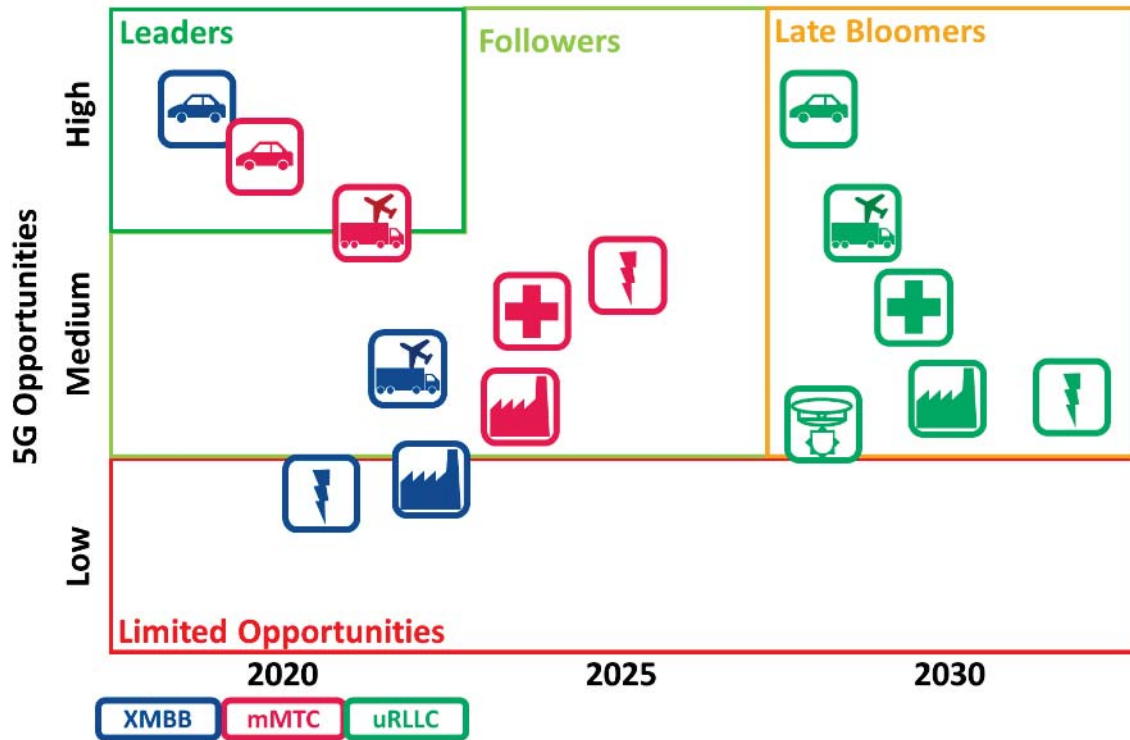 Leaders
Followers
Late Bloomers
High
5G Opportunities
Medium
Low
Limited Opportunities
2020
2025
2030
XMBB
mMTC
uRLLC